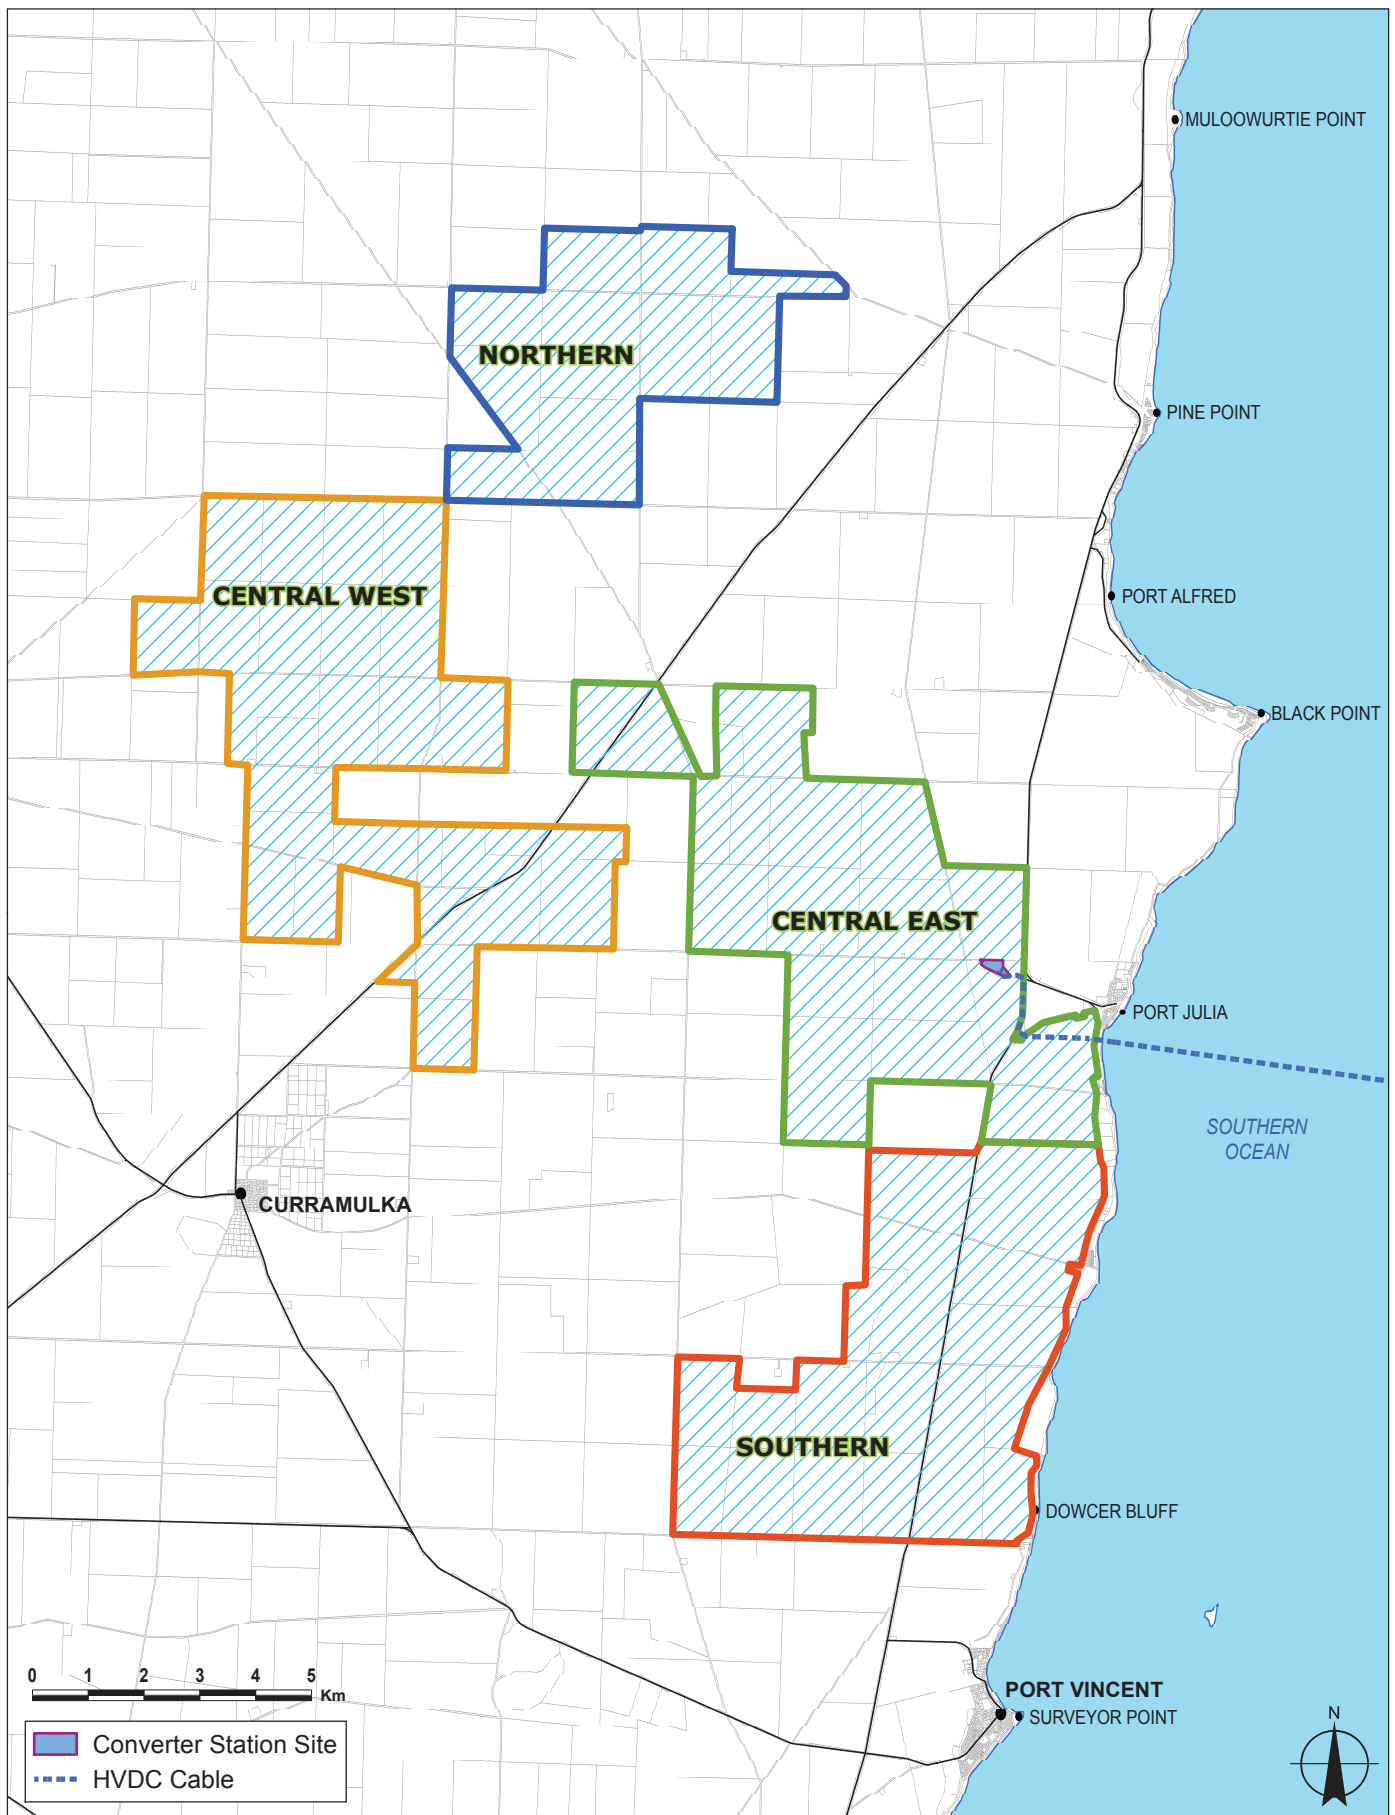 MULOOWURTIE POINT
NORTHERN
PINE POINT
CENTRAL WEST
PORT ALFRED
BLACK POINT
CENTRAL EAST
PORT JULIA
SOUTHERN
OCEAN
CURRAMULKA
SOUTHERN
DOWCER BLUFF
0 1 2 3 4 5
Km
PORT VINCENT
SURVEYOR POINT
N
Converter Station Site
HVDC Cable